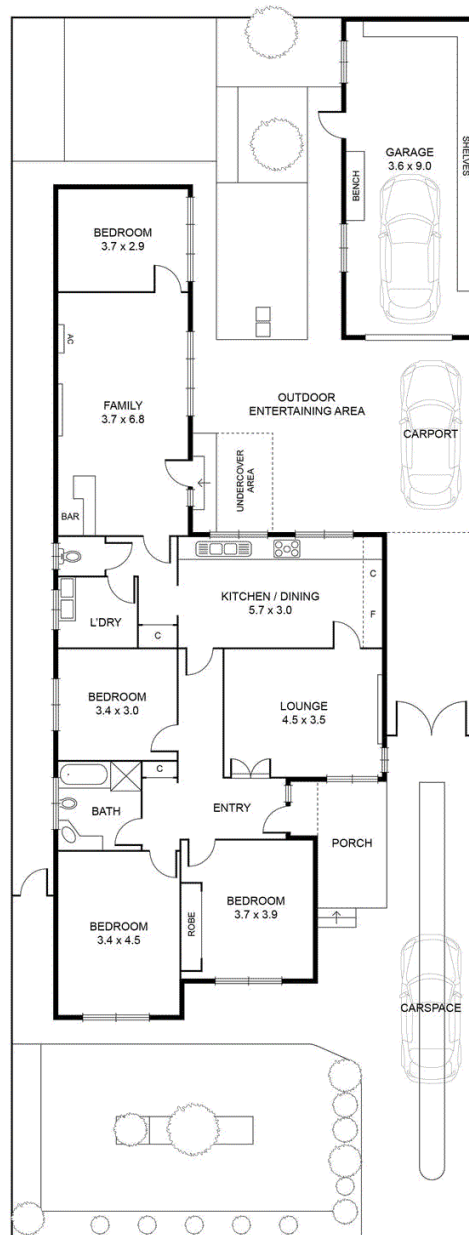 GARAGE
3.6 x 9.0
SHELVES
BENCH
BEDROOM
3.7 x 2.9
AC
FAMILY
3.7 x 6.8
OUTDOOR
ENTERTAINING AREA
CARPORT
UNDERCOVER
AREA
BAR
KITCHEN / DINING
5.7 x 3.0
C
F
L'DRY
C
BEDROOM
3.4 x 3.0
LOUNGE
4.5 x 3.5
C
BATH
ENTRY
PORCH
BEDROOM
3.4 x 4.5
ROBE
BEDROOM
3.7 x 3.9
CARSPACE